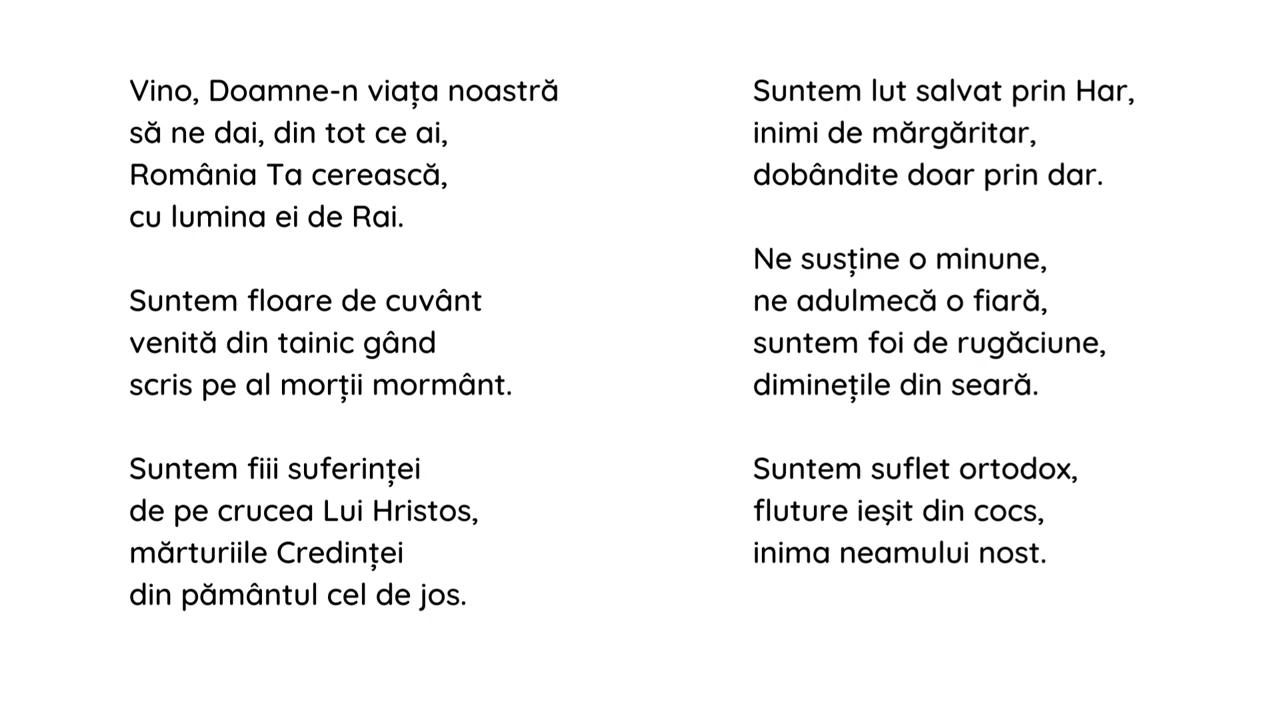 Vino, Doamne-n viața noastră
să ne dai, din tot ce ai,
România Ta cerească,
cu lumina ei de Rai.
Suntem floare de cuvânt
venită din tainic gând
scris pe al morții mormânt.
Suntem fiii suferinței
de pe crucea Lui Hristos,
mărturiile Credinței
din pământul cel de jos.
Suntem lut salvat prin Har,
inimi de mărgăritar,
dobândite doar prin dar.
Ne susține o minune,
ne adulmecă o fiară,
suntem foi de rugăciune,
diminețile din seară.
Suntem suflet ortodox,
fluture ieșit din cocs,
inima neamului nost.